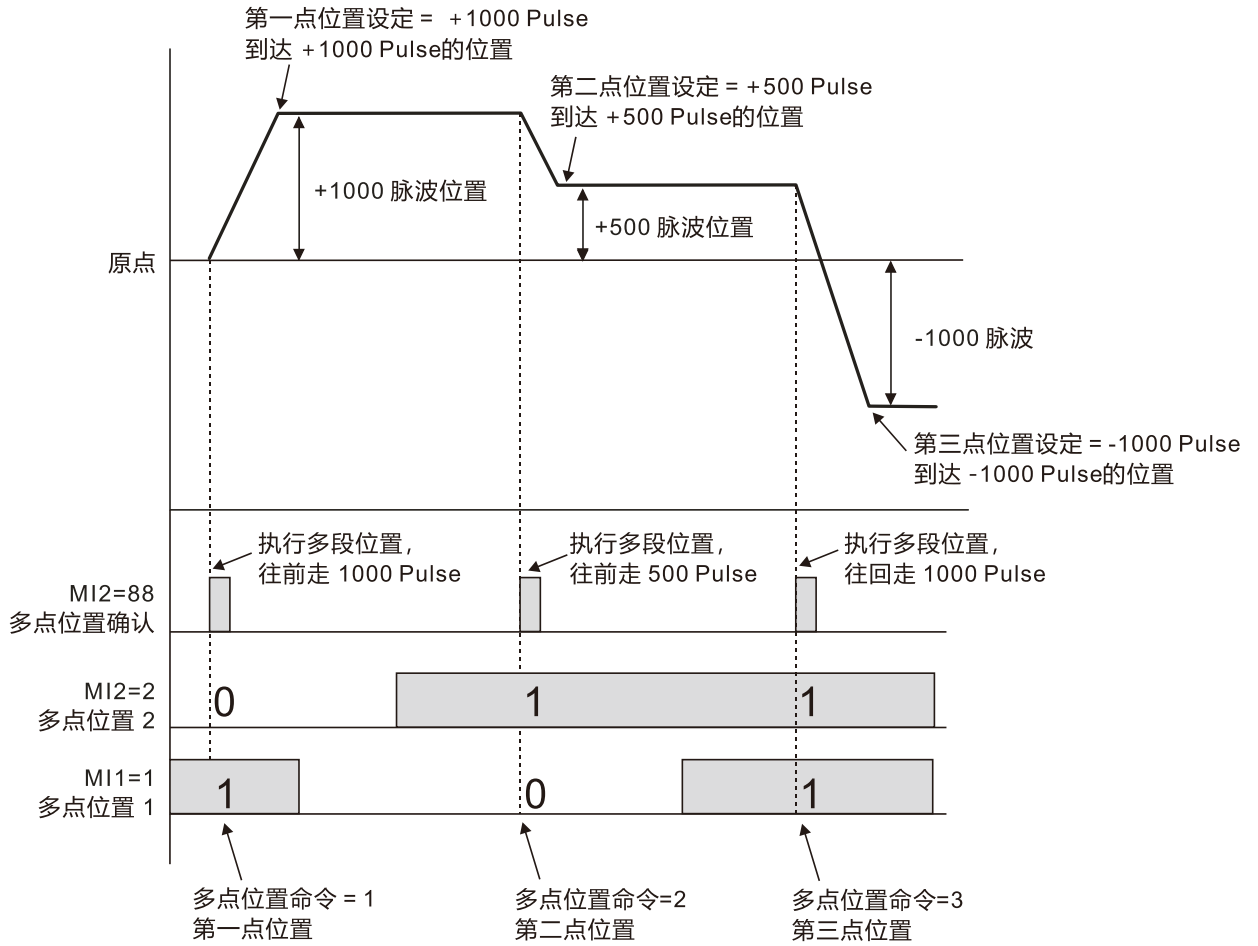 第一点位置设定 = +1000 Pulse
到达 +1000 Pulse的位置
第二点位置设定 = +500 Pulse
到达 +500 Pulse的位置
+1000 脉波位置
+500 脉波位置
原点
-1000 脉波
第三点位置设定 = -1000 Pulse
到达 -1000 Pulse的位置
执行多段位置，
往前走 1000 Pulse
执行多段位置，
往前走 500 Pulse
执行多段位置，
往回走 1000 Pulse
MI2=88
多点位置确认
MI2=2
多点位置 2
0 1 1
MI1=1
多点位置 1
1 0 1
多点位置命令 = 1
第一点位置
多点位置命令=2
第二点位置
多点位置命令=3
第三点位置